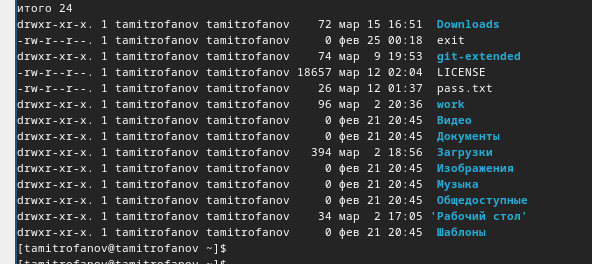 итого 24
drwxr-xr-x. 1 tamitrofanov tamitrofanov    72 мар 15 16:51  Downloads
-rw-r--r--. 1 tamitrofanov tamitrofanov     0 фев 25 00:18  exit
drwxr-xr-x. 1 tamitrofanov tamitrofanov    74 мар  9 19:53  git-extended
-rw-r--r--. 1 tamitrofanov tamitrofanov 18657 мар 12 02:04  LICENSE
-rw-r--r--. 1 tamitrofanov tamitrofanov    26 мар 12 01:37  pass.txt
drwxr-xr-x. 1 tamitrofanov tamitrofanov    96 мар  2 20:36  work
drwxr-xr-x. 1 tamitrofanov tamitrofanov     0 фев 21 20:45  Видео
drwxr-xr-x. 1 tamitrofanov tamitrofanov     0 фев 21 20:45  Документы
drwxr-xr-x. 1 tamitrofanov tamitrofanov   394 мар  2 18:56  Загрузки
drwxr-xr-x. 1 tamitrofanov tamitrofanov     0 фев 21 20:45  Изображения
drwxr-xr-x. 1 tamitrofanov tamitrofanov     0 фев 21 20:45  Музыка
drwxr-xr-x. 1 tamitrofanov tamitrofanov     0 фев 21 20:45  Общедоступные
drwxr-xr-x. 1 tamitrofanov tamitrofanov    34 мар  2 17:05 'Рабочий стол'
drwxr-xr-x. 1 tamitrofanov tamitrofanov     0 фев 21 20:45  Шаблоны
[tamitrofanov@tamitrofanov ~]$
[tamitrofanov@tamitrofanov ~]$